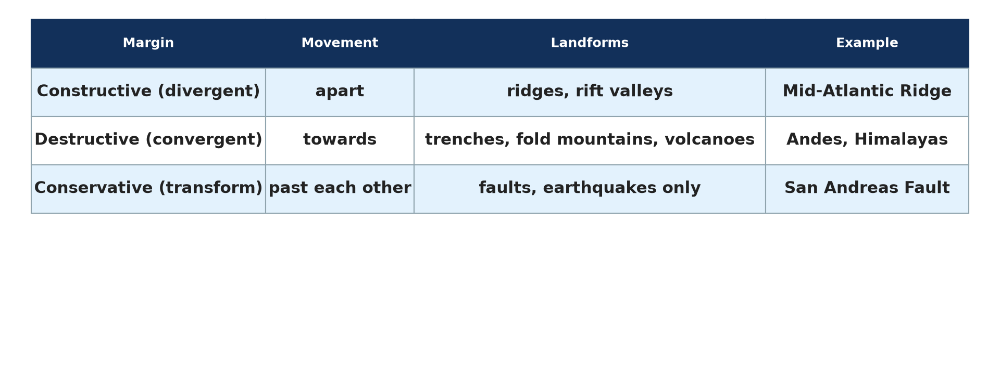 Margin Movement Landforms Example
Constructive (divergent) apart ridges, rift valleys Mid-Atlantic Ridge
Destructive (convergent) towards trenches, fold mountains, volcanoes Andes, Himalayas
Conservative (transform) past each other faults, earthquakes only San Andreas Fault